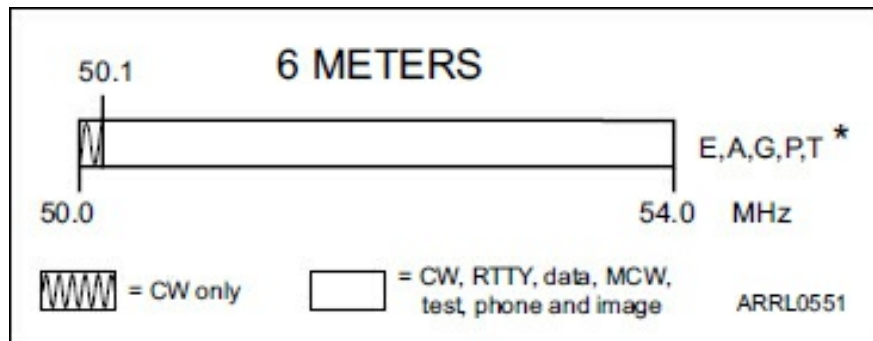 6 METERS
50.1
E,A,G,P,T *
50.0
54.0 MHz
= CW only
= CW, RTTY, data, MCW,
test, phone and image
ARRL0551